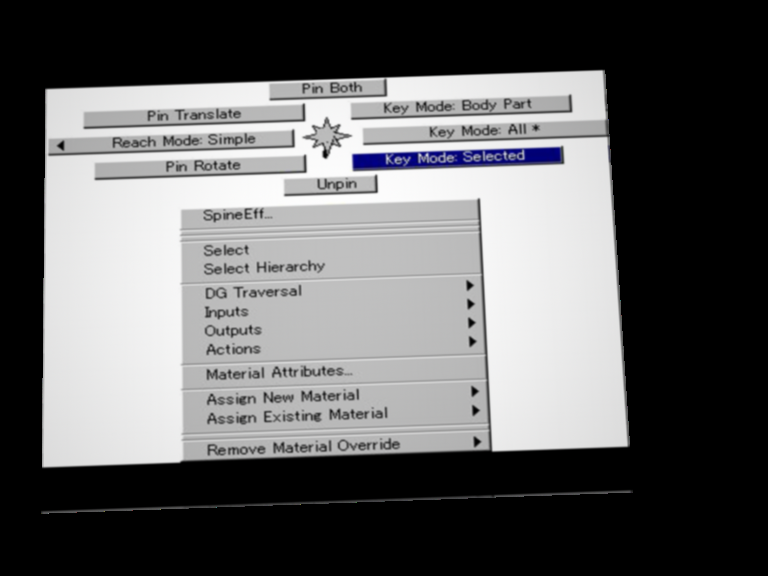 Pin Both
Pin Translate
Key Mode: Body Part
Reach Mode: Simple
Key Mode: All *
Pin Rotate
Key Mode: Selected
Unpin
SpineEff...
Select
Select Hierarchy
DG Traversal
Inputs
Outputs
Actions
Material Attributes...
Assign New Material
Assign Existing Material
Remove Material Override